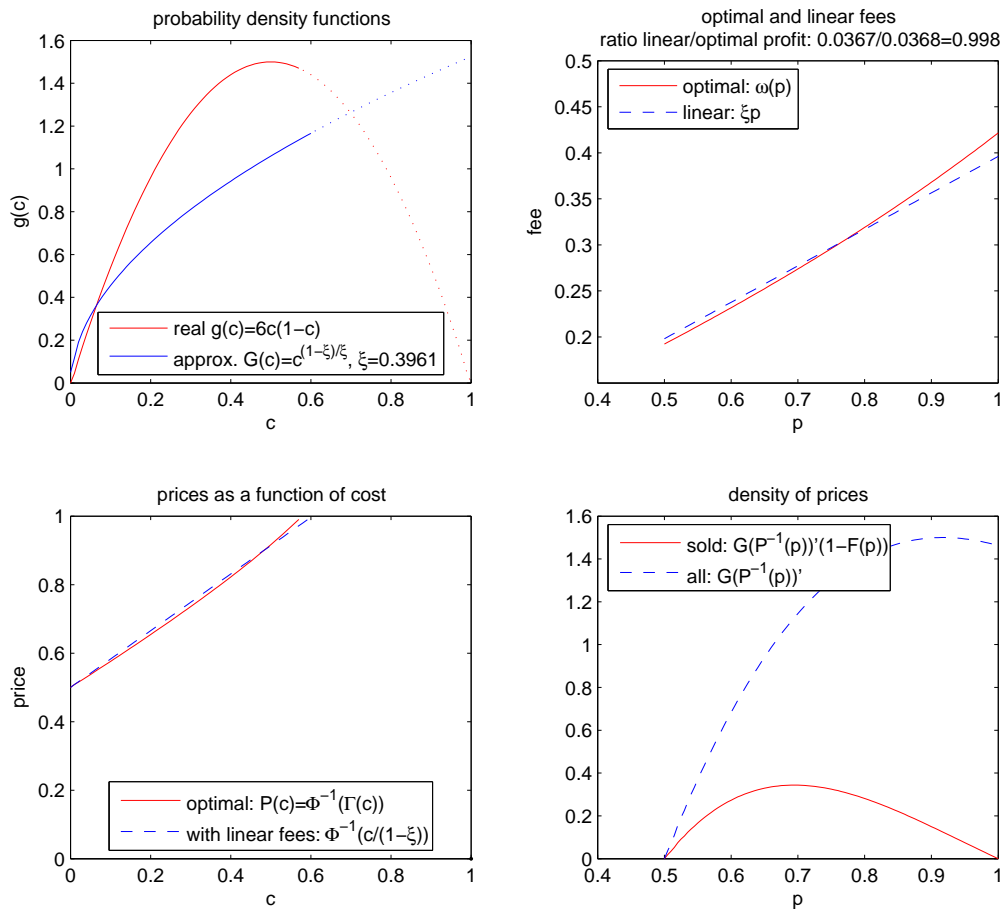 probability density functions
1.6
1.4
1.2
1
0.8
0.6
0.4
0.2
0
g(c)
real g(c)=6c(1−c)
approx. G(c)=c^{(1−ξ)/ξ}, ξ=0.3961
0 0.2 0.4 0.6 0.8 1
c
optimal and linear fees
ratio linear/optimal profit: 0.0367/0.0368=0.998
0.5
0.45
0.4
0.35
0.3
0.25
0.2
fee
optimal: ω(p)
linear: ξp
0.4 0.5 0.6 0.7 0.8 0.9 1
p
prices as a function of cost
1
0.8
0.6
0.4
0.2
0
price
optimal: P(c)=Φ^{−1}(Γ(c))
with linear fees: Φ^{−1}(c/(1−ξ))
0 0.2 0.4 0.6 0.8 1
c
density of prices
1.6
1.4
1.2
1
0.8
0.6
0.4
0.2
0
sold: G(P^{−1}(p))'(1−F(p))
all: G(P^{−1}(p))'
0.4 0.5 0.6 0.7 0.8 0.9 1
p